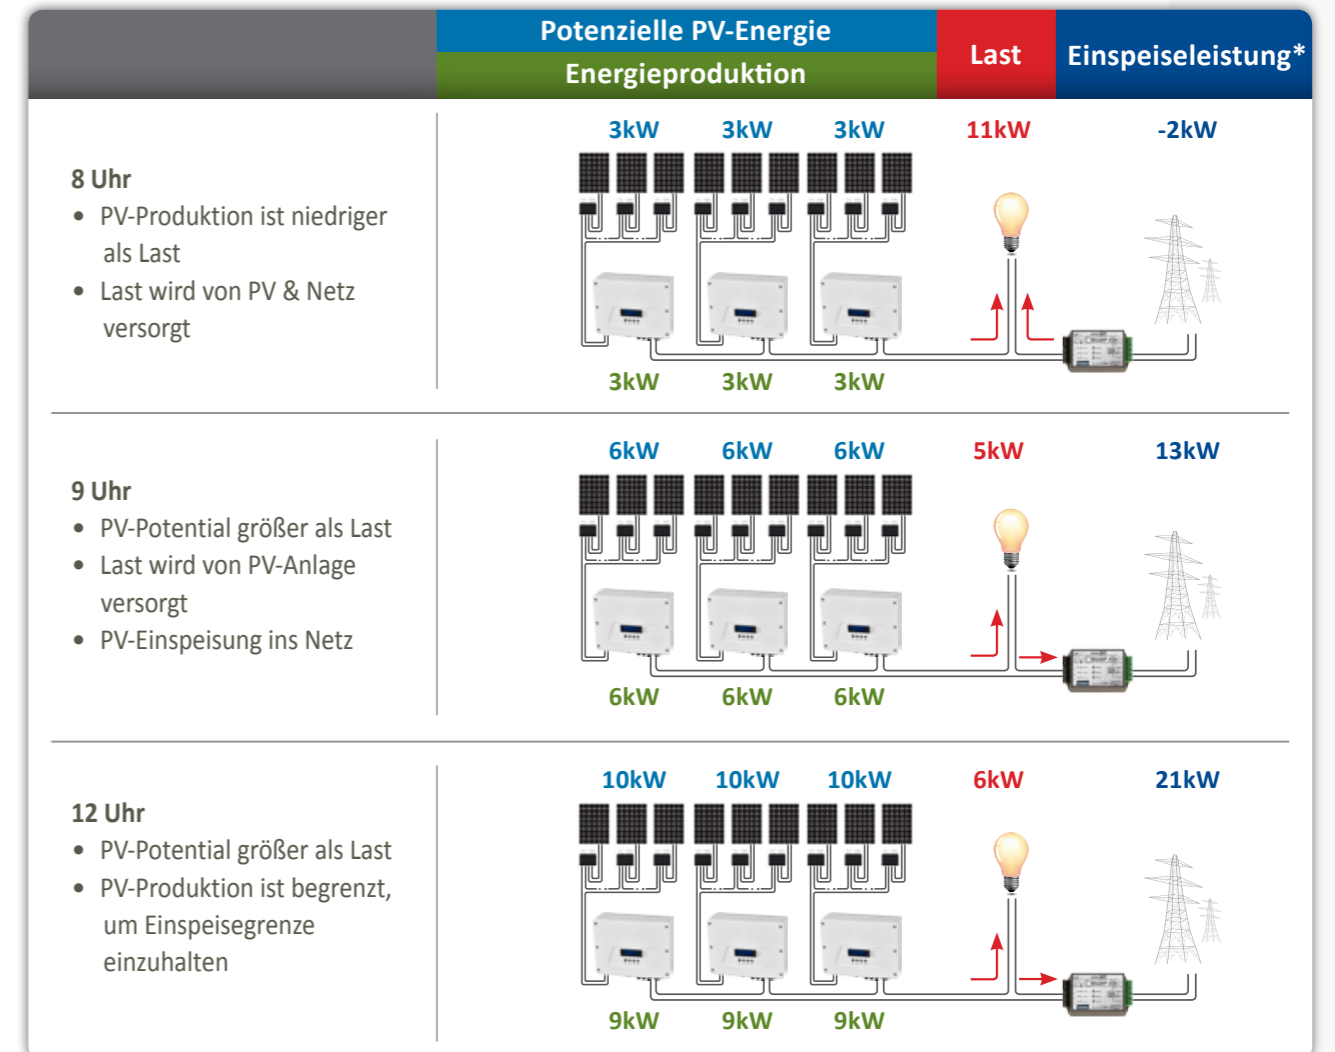 Potenzielle PV-Energie
Energieproduktion
Last
Einspeiseleistung*
8 Uhr
• PV-Produktion ist niedriger
als Last
• Last wird von PV & Netz
versorgt
3kW 3kW 3kW 11kW -2kW
3kW 3kW 3kW
9 Uhr
• PV-Potential größer als Last
• Last wird von PV-Anlage
versorgt
• PV-Einspeisung ins Netz
6kW 6kW 6kW 5kW 13kW
6kW 6kW 6kW
12 Uhr
• PV-Potential größer als Last
• PV-Produktion ist begrenzt,
um Einspeisegrenze
einzuhalten
10kW 10kW 10kW 6kW 21kW
9kW 9kW 9kW